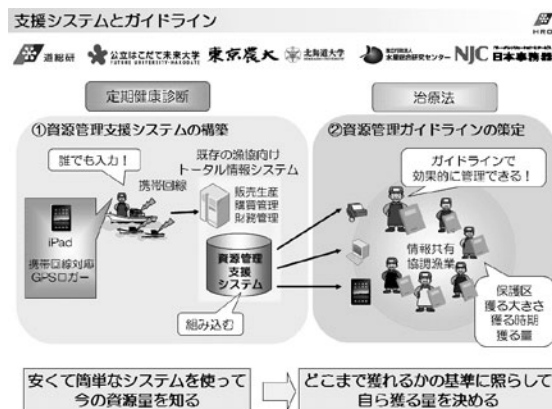 支援システムとガイドライン
HRO
道総研
公立はこだて未来大学
FUTURE UNIVERSITY-HAKODATE
東京農大
北海道大学
水産総合研究センター
NJC 日本事務器
定期健康診断
治療法
①資源管理支援システムの構築
②資源管理ガイドラインの策定
誰でも入力！
携帯回線
既存の漁協向け
トータル情報システム
販売生産
購買管理
財務管理
iPad
携帯回線対応
GPSロガー
資源管理
支援
システム
組み込む
ガイドラインで
効果的に管理できる！
情報共有
協調漁業
保護区
獲る大きさ
獲る時期
獲る量
安くて簡単なシステムを使って
今の資源量を知る
どこまで獲れるかの基準に照らして
自ら獲る量を決める